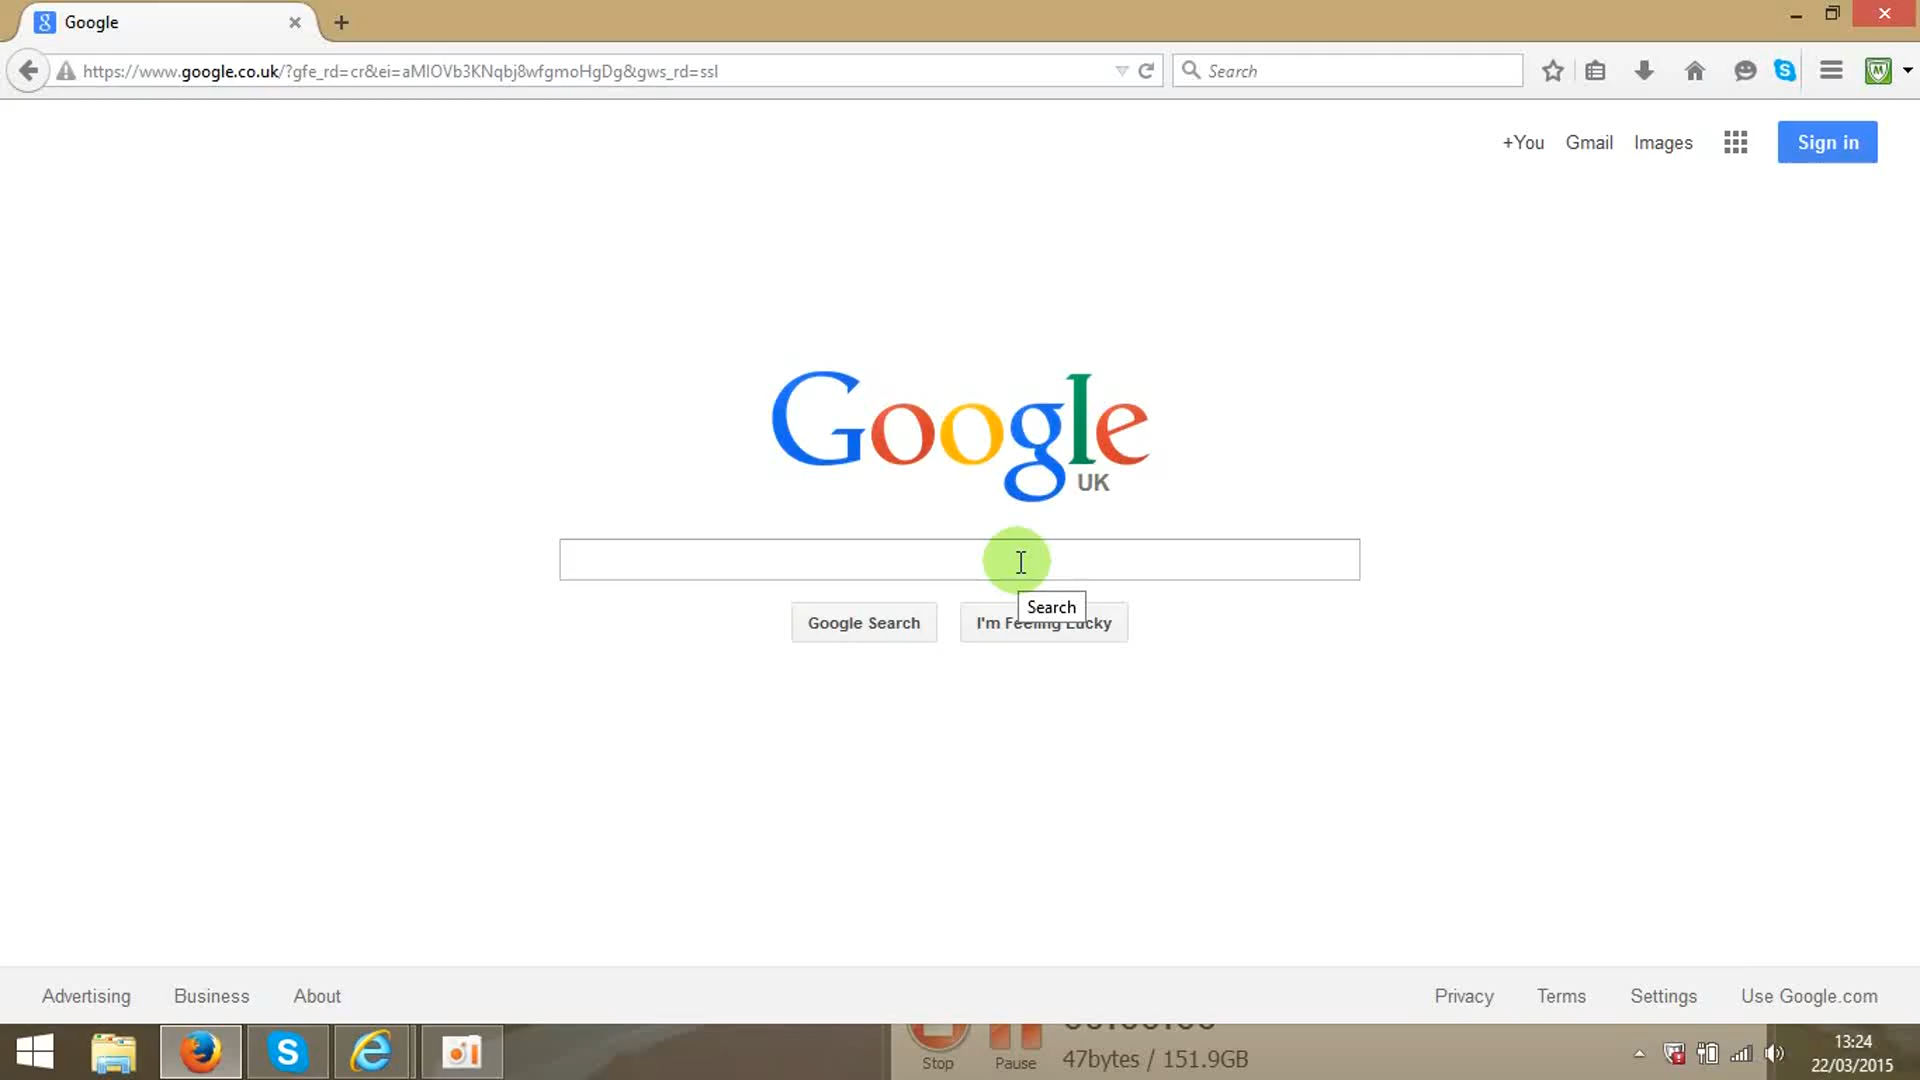 Google
https://www.google.co.uk/?gfe_rd=cr&ei=aMlOVb3KNqbj8wfgmoHgDg&gws_rd=ssl
Search
+You Gmail Images Sign in
Google
UK
Search
Google Search I'm Feeling Lucky
Advertising Business About Privacy Terms Settings Use Google.com
Stop Pause 47bytes / 151.9GB
13:24
22/03/2015